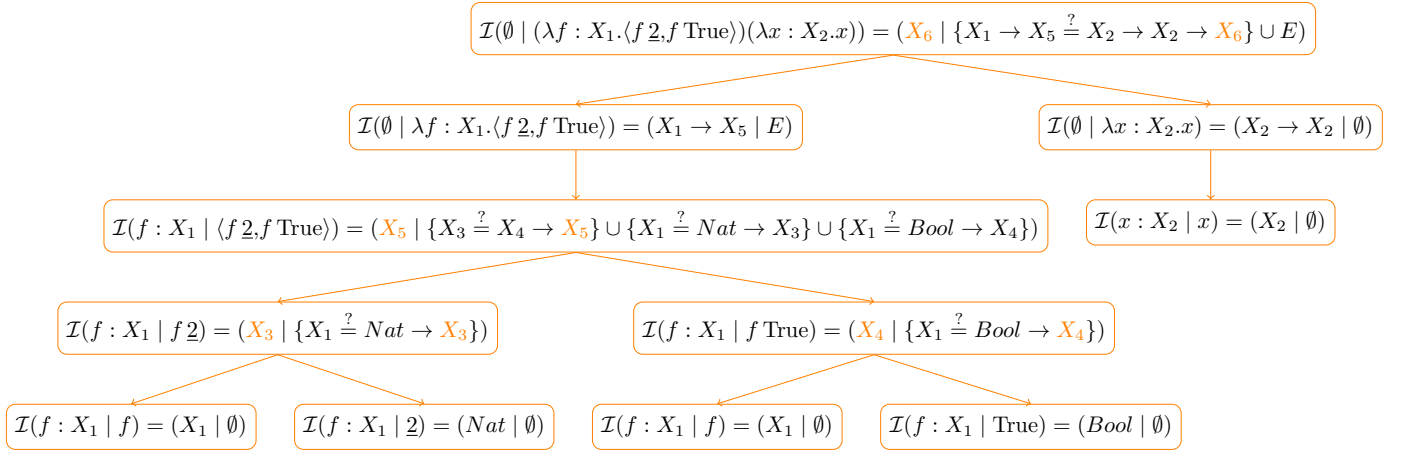 𝓘(∅ | (λf : X₁.⟨f 2̲,f True⟩)(λx : X₂.x)) = (X₆ | {X₁ → X₅ ≟ X₂ → X₂ → X₆} ∪ E)
𝓘(∅ | λf : X₁.⟨f 2̲,f True⟩) = (X₁ → X₅ | E)
𝓘(∅ | λx : X₂.x) = (X₂ → X₂ | ∅)
𝓘(f : X₁ | ⟨f 2̲,f True⟩) = (X₅ | {X₃ ≟ X₄ → X₅} ∪ {X₁ ≟ Nat → X₃} ∪ {X₁ ≟ Bool → X₄})
𝓘(x : X₂ | x) = (X₂ | ∅)
𝓘(f : X₁ | f 2̲) = (X₃ | {X₁ ≟ Nat → X₃})
𝓘(f : X₁ | f True) = (X₄ | {X₁ ≟ Bool → X₄})
𝓘(f : X₁ | f) = (X₁ | ∅)
𝓘(f : X₁ | 2̲) = (Nat | ∅)
𝓘(f : X₁ | f) = (X₁ | ∅)
𝓘(f : X₁ | True) = (Bool | ∅)